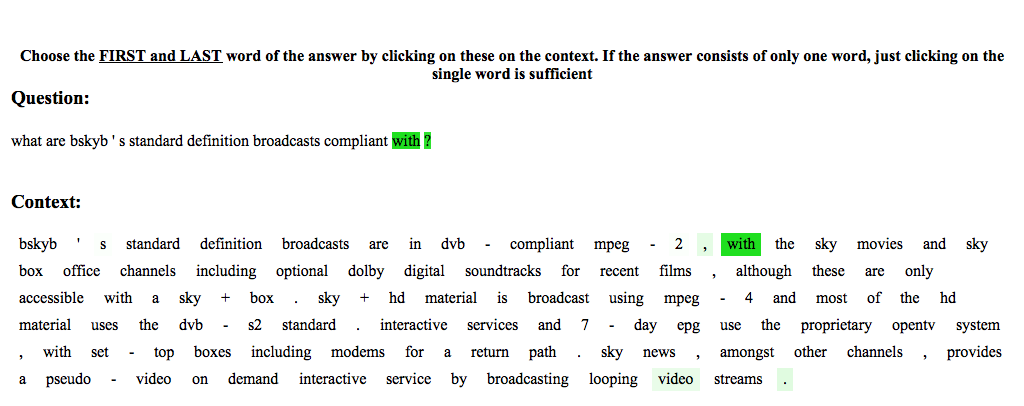 Choose the FIRST and LAST word of the answer by clicking on these on the context. If the answer consists of only one word, just clicking on the
single word is sufficient
Question:
what are bskyb ' s standard definition broadcasts compliant with ?
Context:
bskyb ' s standard definition broadcasts are in dvb - compliant mpeg - 2 , with the sky movies and sky
box office channels including optional dolby digital soundtracks for recent films , although these are only
accessible with a sky + box . sky + hd material is broadcast using mpeg - 4 and most of the hd
material uses the dvb - s2 standard . interactive services and 7 - day epg use the proprietary opentv system
, with set - top boxes including modems for a return path . sky news , amongst other channels , provides
a pseudo - video on demand interactive service by broadcasting looping video streams .